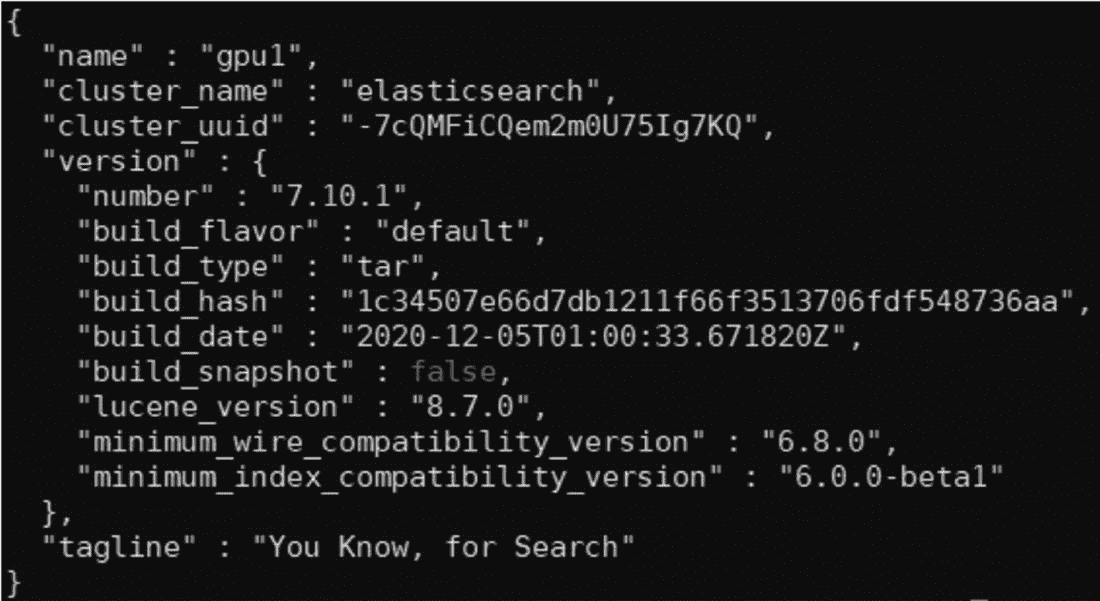 {
  "name" : "gpu1",
  "cluster_name" : "elasticsearch",
  "cluster_uuid" : "-7cQMFiCQem2m0U75Ig7KQ",
  "version" : {
    "number" : "7.10.1",
    "build_flavor" : "default",
    "build_type" : "tar",
    "build_hash" : "1c34507e66d7db1211f66f3513706fdf548736aa",
    "build_date" : "2020-12-05T01:00:33.671820Z",
    "build_snapshot" : false,
    "lucene_version" : "8.7.0",
    "minimum_wire_compatibility_version" : "6.8.0",
    "minimum_index_compatibility_version" : "6.0.0-beta1"
  },
  "tagline" : "You Know, for Search"
}